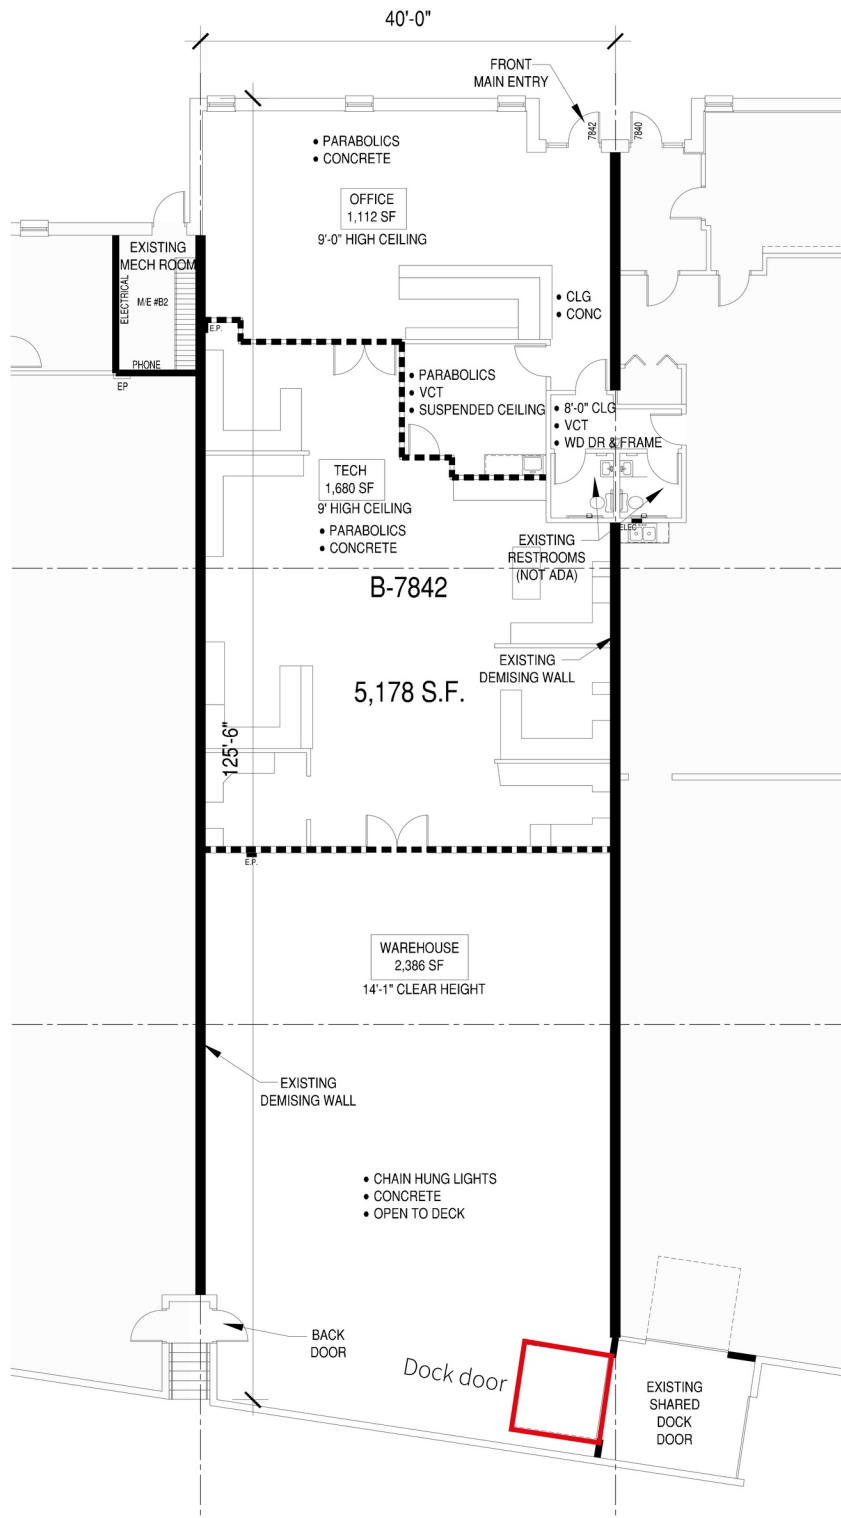 40'-0"
FRONT
MAIN ENTRY
7842
7840
• PARABOLICS
• CONCRETE
OFFICE
1,112 SF
9'-0" HIGH CEILING
EXISTING
MECH ROOM
ELECTRICAL
M/E #B2
PHONE
EP
E.P.
• CLG
• CONC
• PARABOLICS
• VCT
• SUSPENDED CEILING
• 8'-0" CLG
• VCT
• WD DR & FRAME
TECH
1,680 SF
9' HIGH CEILING
• PARABOLICS
• CONCRETE
ELEC
EXISTING
RESTROOMS
(NOT ADA)
B-7842
EXISTING
DEMISING WALL
5,178 S.F.
125'-6"
E.P.
WAREHOUSE
2,386 SF
14'-1" CLEAR HEIGHT
EXISTING
DEMISING WALL
• CHAIN HUNG LIGHTS
• CONCRETE
• OPEN TO DECK
BACK
DOOR
Dock door
EXISTING
SHARED
DOCK
DOOR